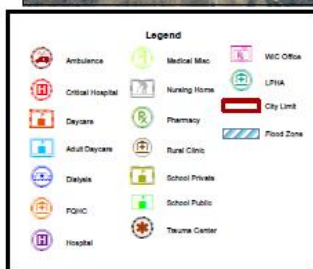 Legend
Ambulance
Critical Hospital
Daycare
Adult Daycare
Dialysis
FQHC
Hospital
Medical Misc
Nursing Home
Pharmacy
Rural Clinic
School Private
School Public
Trauma Center
WIC Office
LPHA
City Limit
Flood Zone